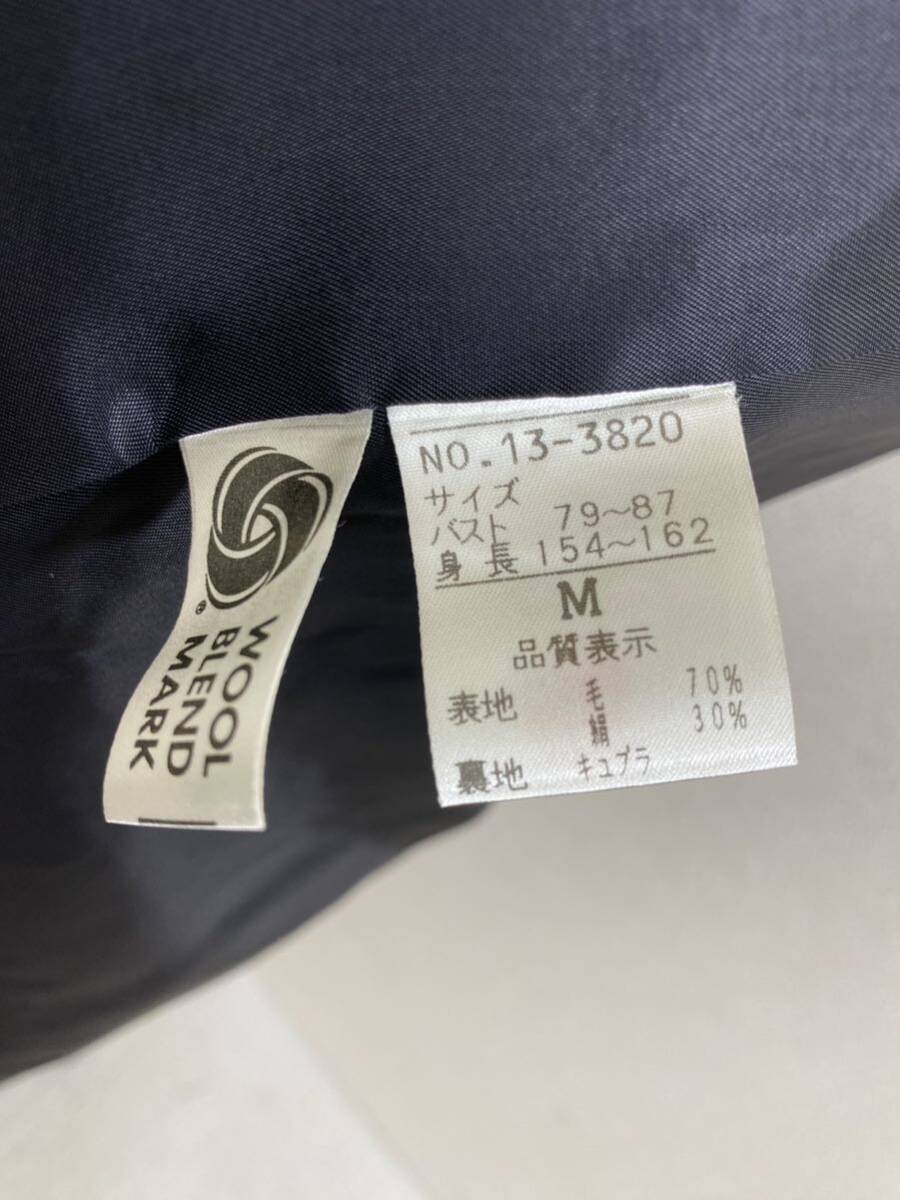 WOOL
BLEND
MARK
®
NO.13-3820
サイズ
バスト 79～87
身長 154～162
M
品質表示
表地 毛 70%
絹 30%
裏地 キュプラ